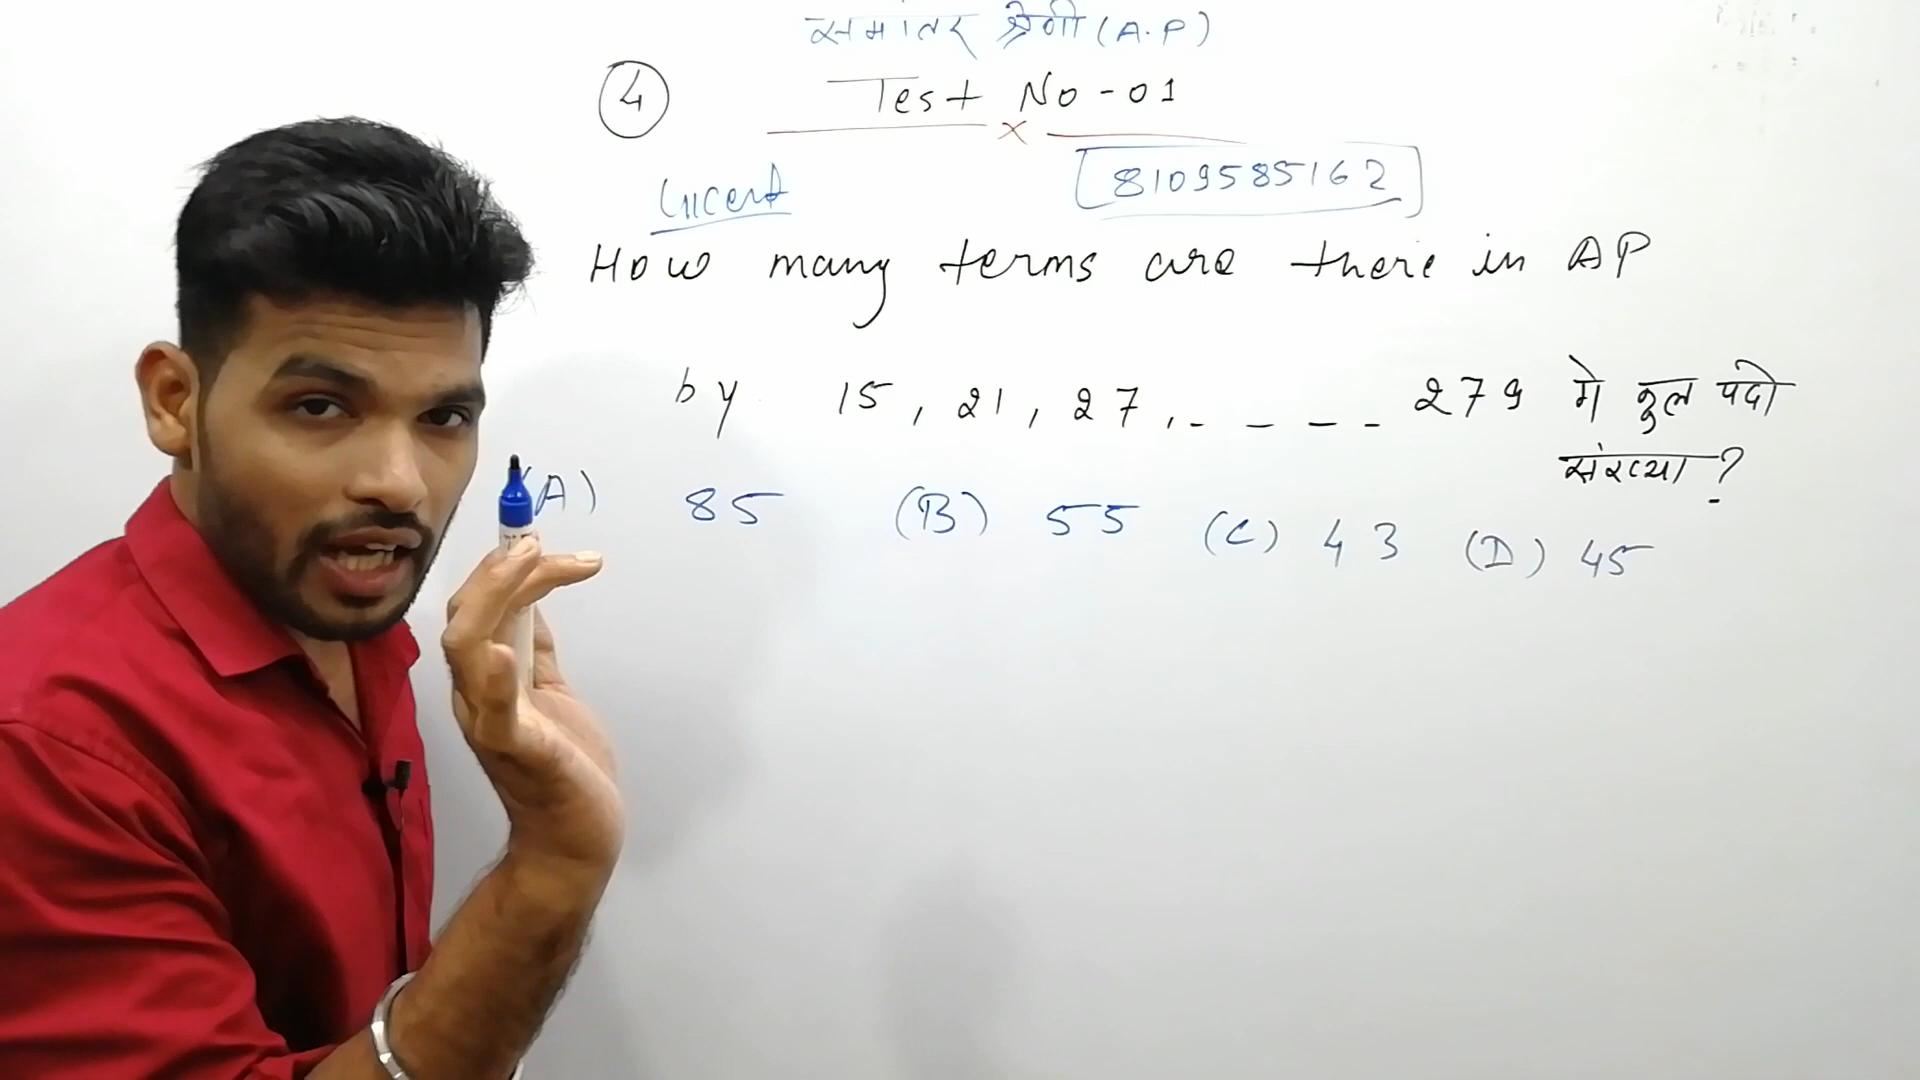 समांतर श्रेणी (A.P)
4 Test No-01
8109585162
How many terms are there in AP
by 15, 21, 27, - - - - 279 मे कुल पदो
संख्या ?
(A) 85 (B) 55 (C) 43 (D) 45